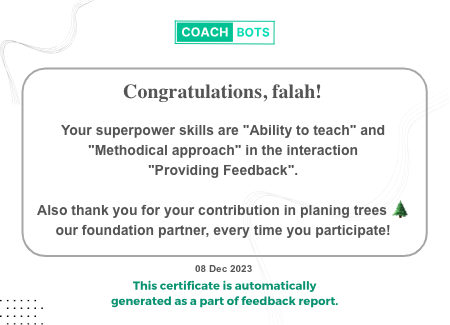 COACH BOTS
Congratulations, falah!
Your superpower skills are "Ability to teach" and
"Methodical approach" in the interaction
"Providing Feedback".
Also thank you for your contribution in planing trees 🌲
our foundation partner, every time you participate!
08 Dec 2023
This certificate is automatically
generated as a part of feedback report.